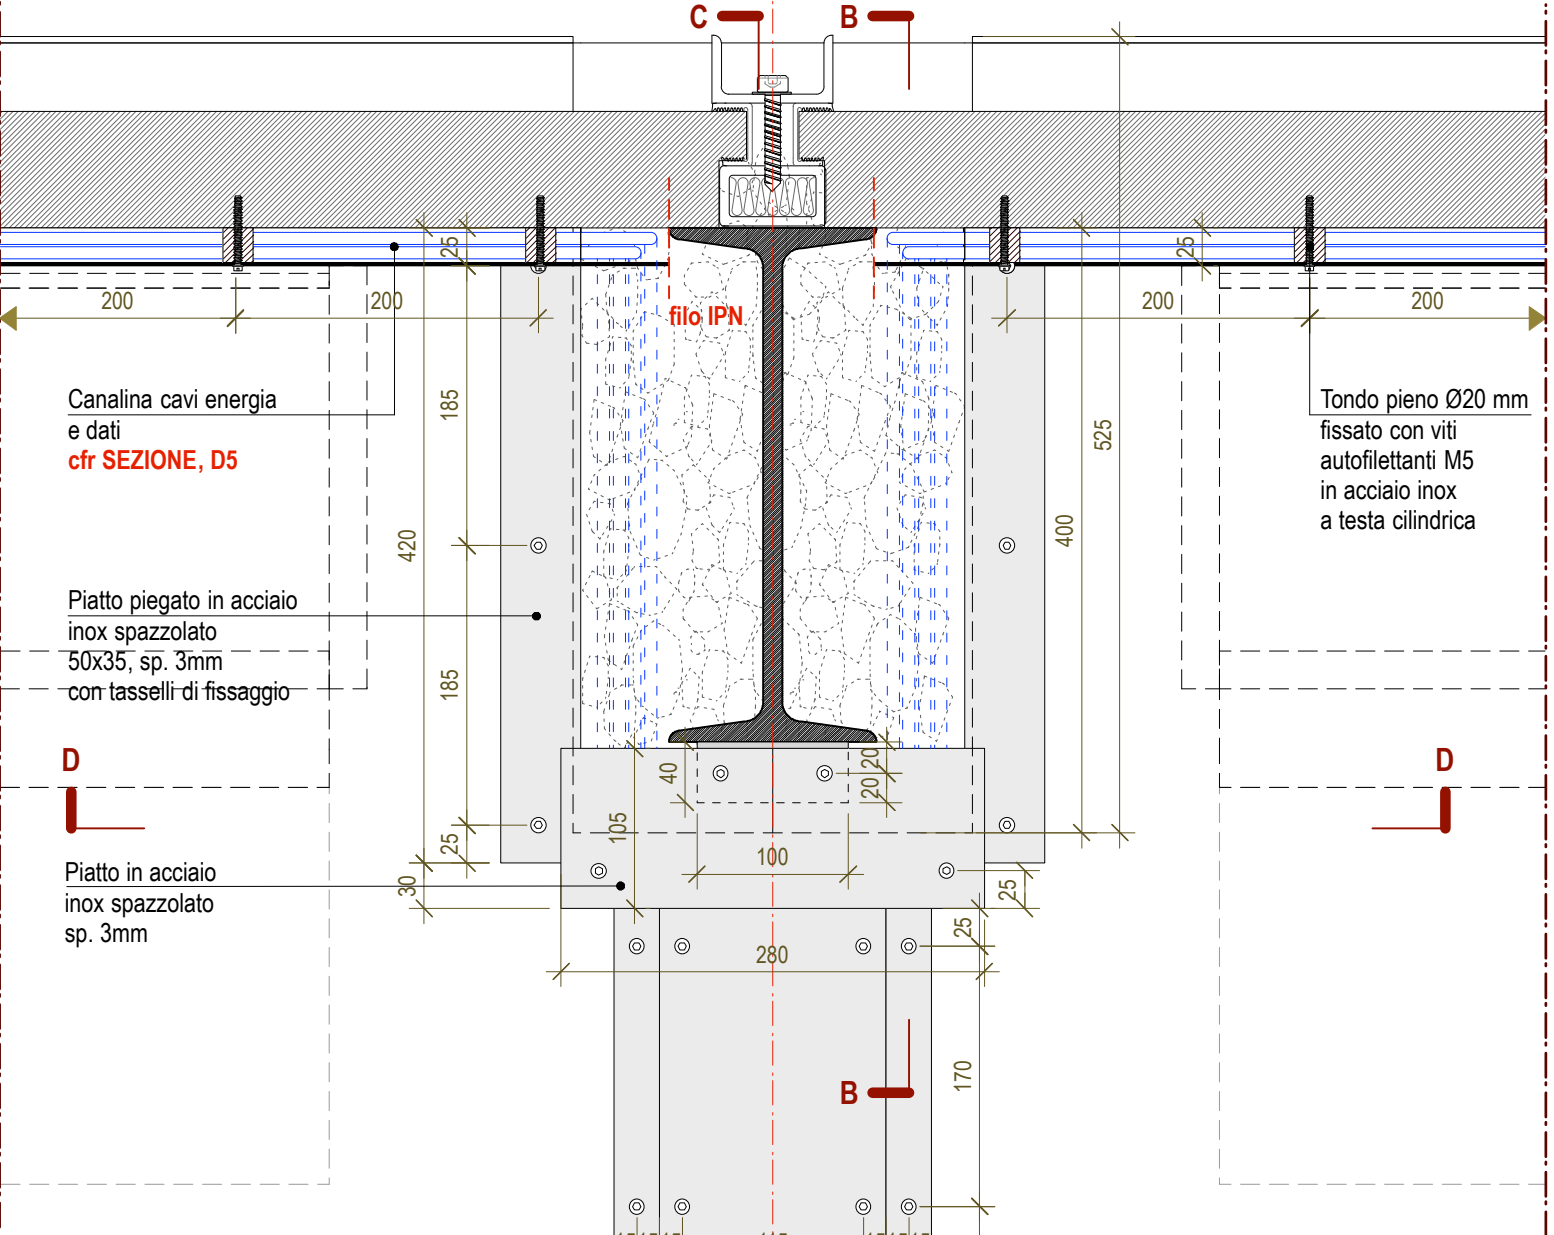 C
B
25
25
200
200
200
200
filo IPN
Canalina cavi energia
e dati
cfr SEZIONE, D5
185
525
Tondo pieno Ø20 mm
fissato con viti
autofilettanti M5
in acciaio inox
a testa cilindrica
420
400
Piatto piegato in acciaio
inox spazzolato
50x35, sp. 3mm
con tasselli di fissaggio
185
D
D
40
20
20
105
25
100
30
25
Piatto in acciaio
inox spazzolato
sp. 3mm
25
280
170
B